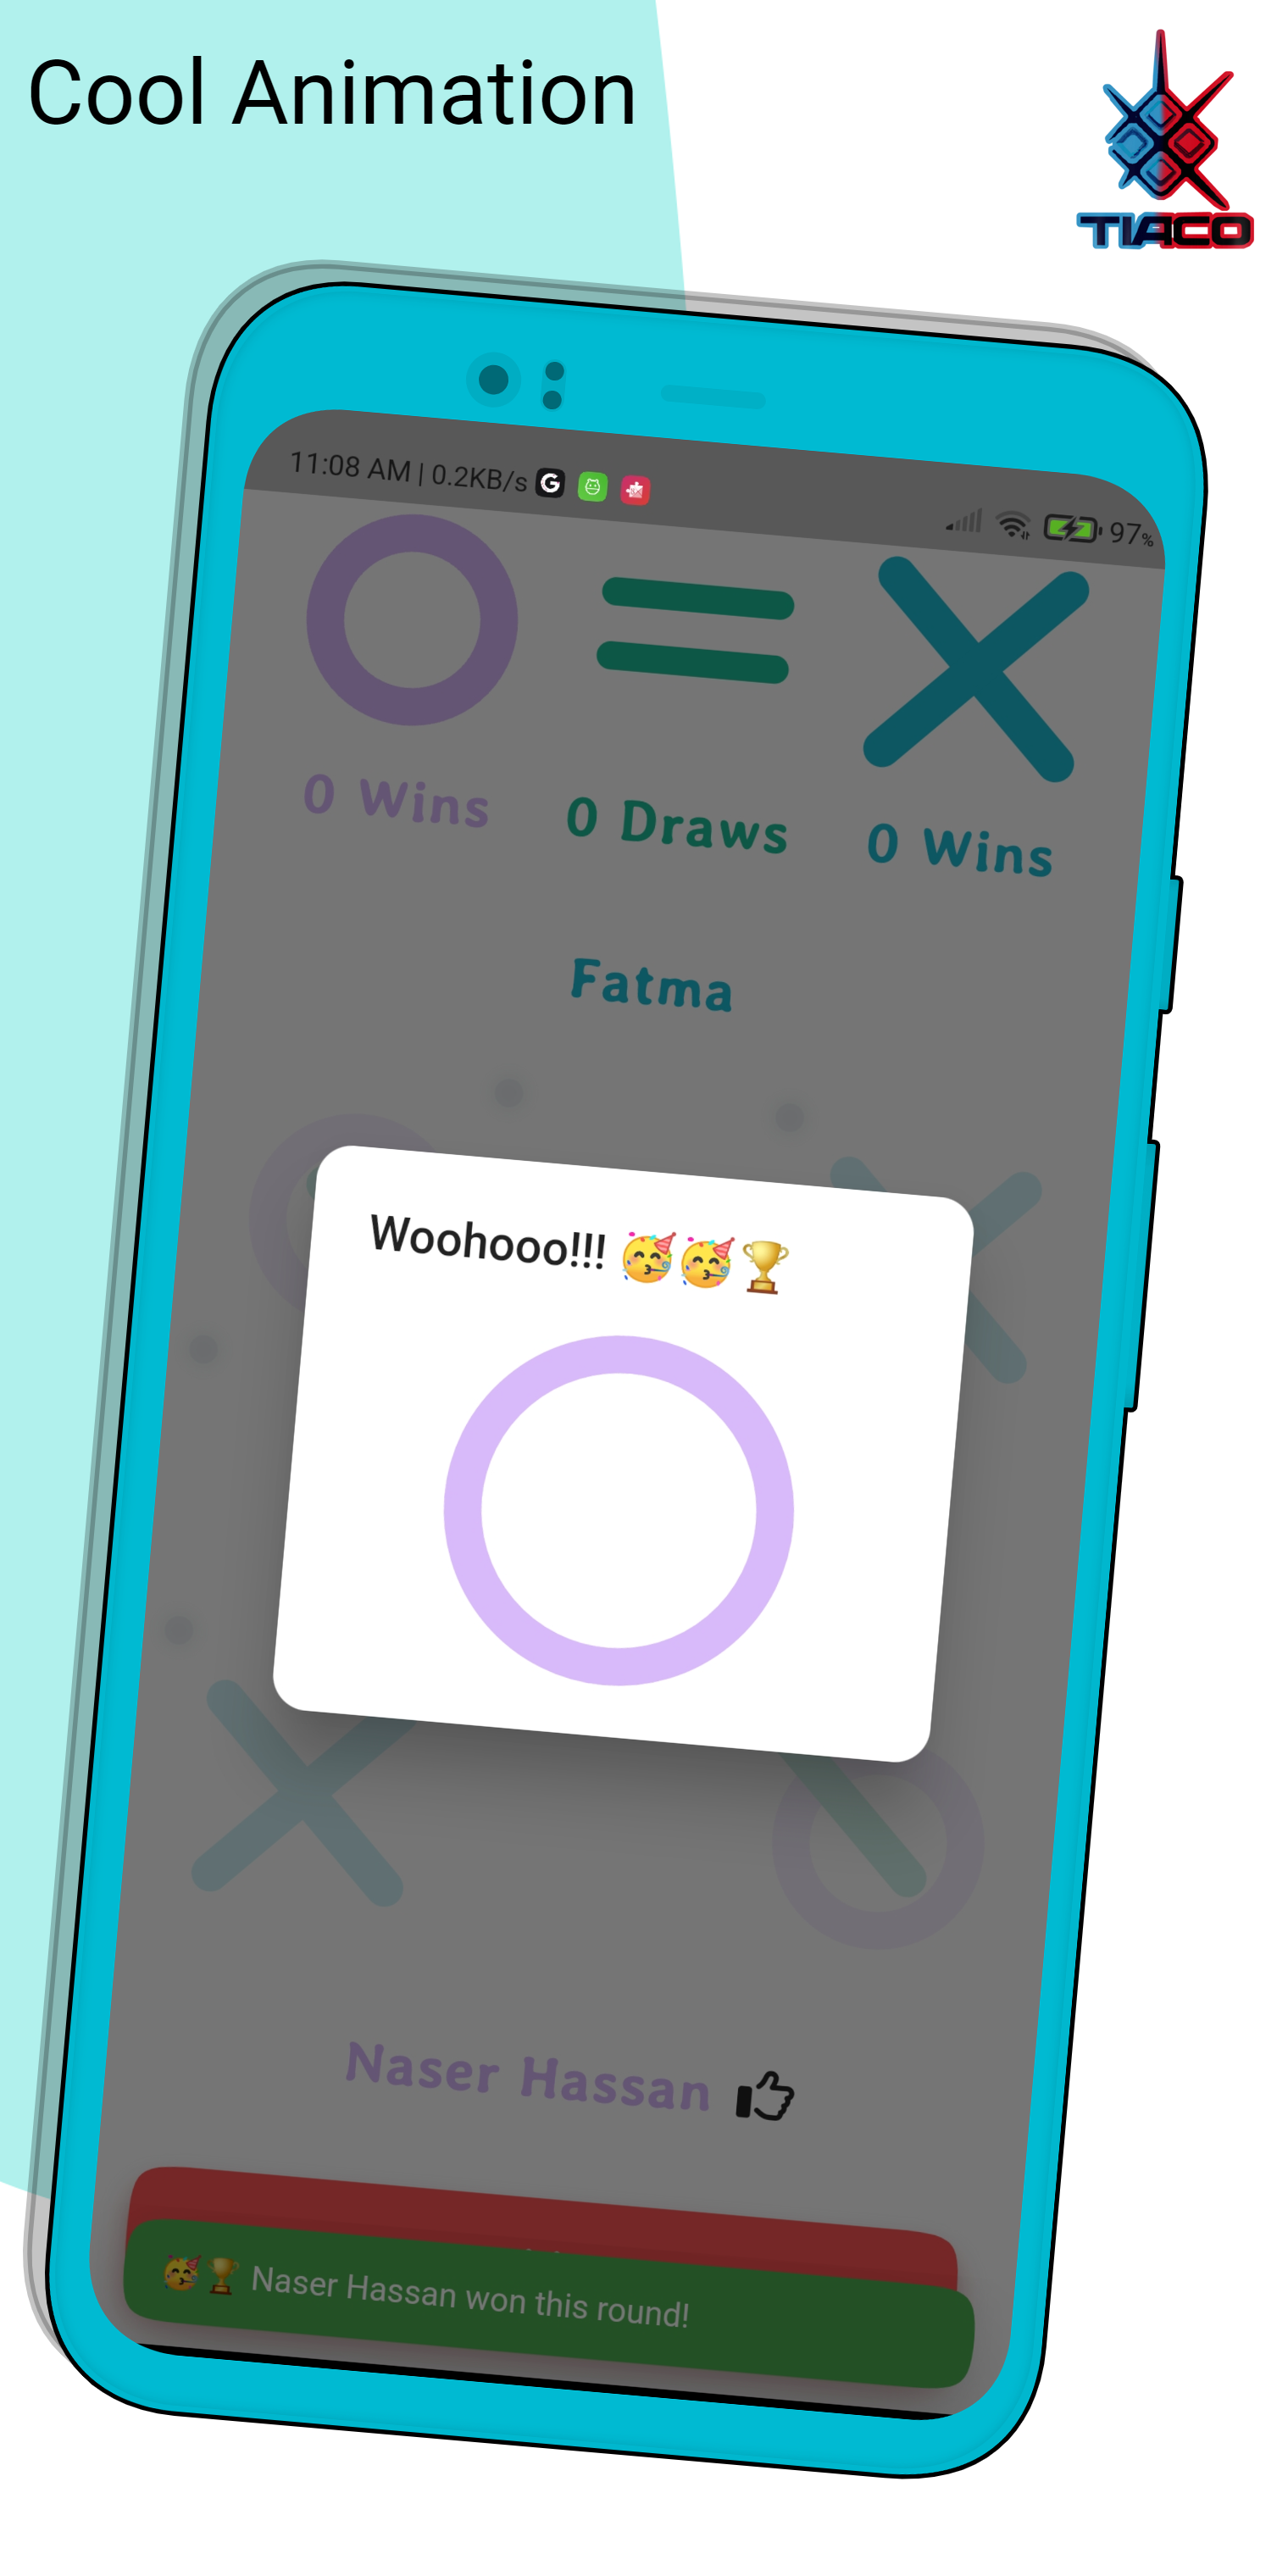 Cool Animation
TIACO
11:08 AM | 0.2KB/s
97%
0 Wins
0 Draws
0 Wins
Fatma
Woohooo!!! 🥳🥳🏆
Naser Hassan
🥳🏆 Naser Hassan won this round!